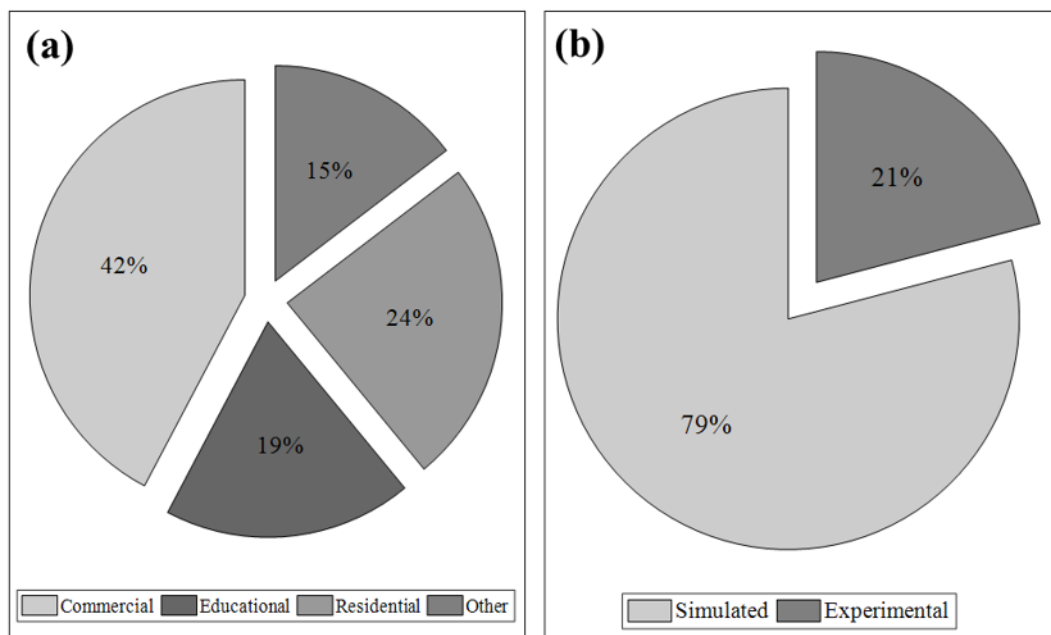 (a)
15%
42%
24%
19%
Commercial Educational Residential Other
(b)
21%
79%
Simulated Experimental